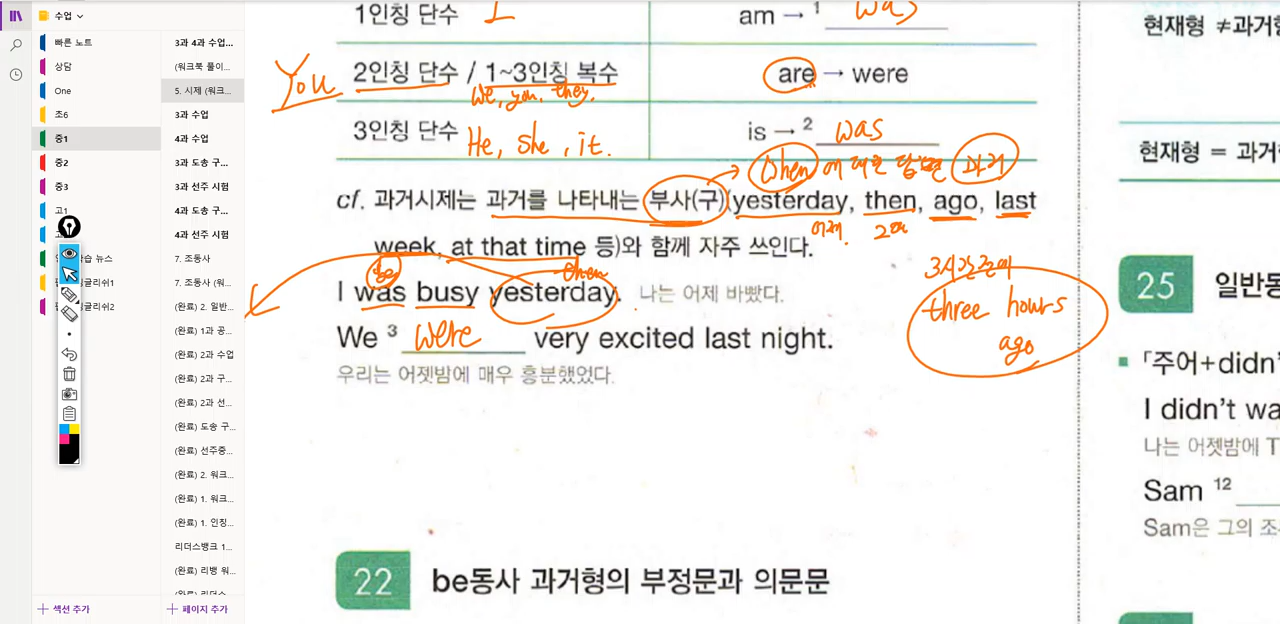 수업
빠른 노트
상담
One
초6
중1
중2
중3
고1
습 뉴스
글리쉬1
글리쉬2
섹션 추가
3과 4과 수업...
(워크북 풀이...
5. 시제 (워크...
3과 수업
4과 수업
3과 도송 구...
3과 선주 시험
4과 도송 구...
4과 선주 시험
7. 조동사
7. 조동사 (워...
(완료) 2. 일반...
(완료) 1과 공...
(완료) 2과 수업
(완료) 2과 구...
(완료) 2과 선...
(완료) 도송 구...
(완료) 선주중...
(완료) 2. 워크...
(완료) 1. 워크...
(완료) 1. 인칭...
리더스뱅크 1...
(완료) 리뱅 워...
페이지 추가
1인칭 단수 I am → 1 was
You 2인칭 단수 / 1~3인칭 복수 are → were
we, you, they.
3인칭 단수 He, she, it. is → 2 was
when 에 대한 답변 과거
cf. 과거시제는 과거를 나타내는 부사(구)(yesterday, then, ago, last
어제
week, at that time 등)와 함께 자주 쓰인다.
be then
I was busy yesterday. 나는 어제 바빴다.
We 3 were very excited last night.
우리는 어젯밤에 매우 흥분했었다.
3시간전에
three hours
ago
22 be동사 과거형의 부정문과 의문문
현재형 ≠과거
현재형 = 과거
25 일반동
「주어+didn'
I didn't wa
나는 어젯밤에 T
Sam 12
Sam은 그의 조